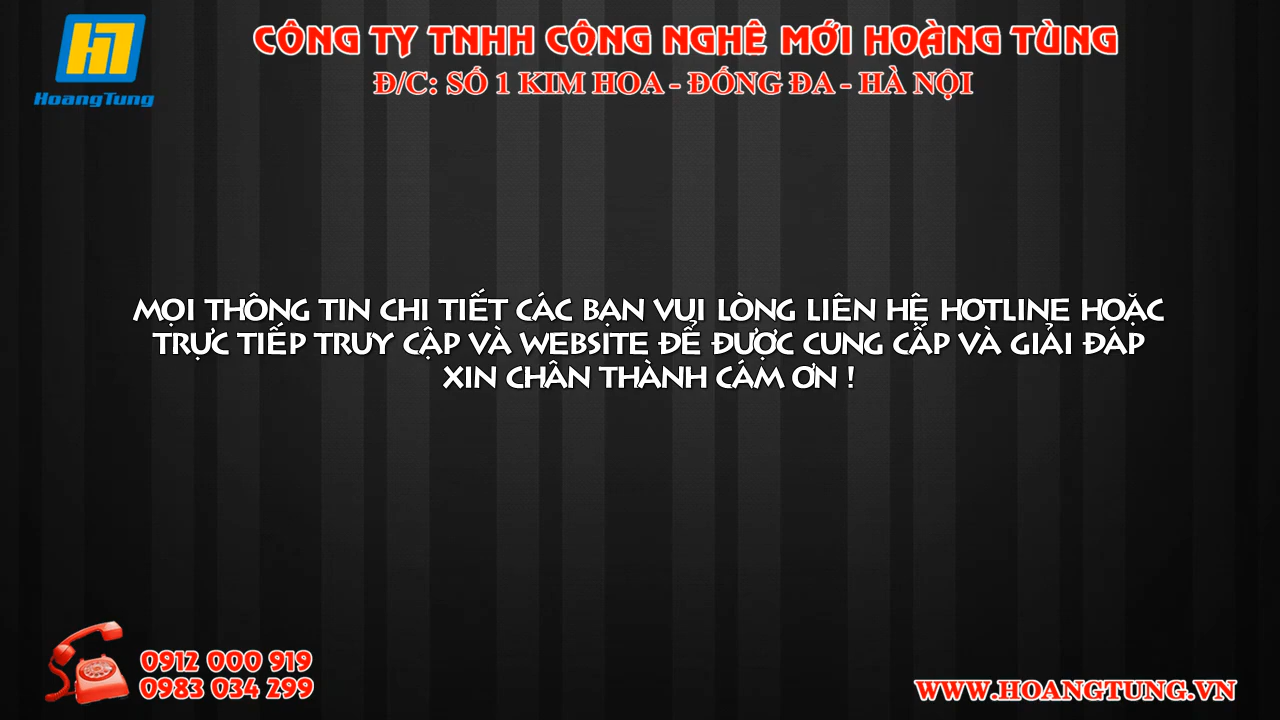 HoangTung
CÔNG TY TNHH CÔNG NGHÊ MỚI HOÀNG TÙNG
Đ/C: SỐ 1 KIM HOA - ĐỐNG ĐA - HÀ NỘI
MỌI THÔNG TIN CHI TIẾT CÁC BẠN VUI LÒNG LIÊN HỆ HOTLINE HOẶC
TRỰC TIẾP TRUY CẬP VÀ WEBSITE ĐỂ ĐƯỢC CUNG CẤP VÀ GIẢI ĐÁP
XIN CHÂN THÀNH CÁM ƠN !
0912 000 919
0983 034 299
WWW.HOANGTUNG.VN